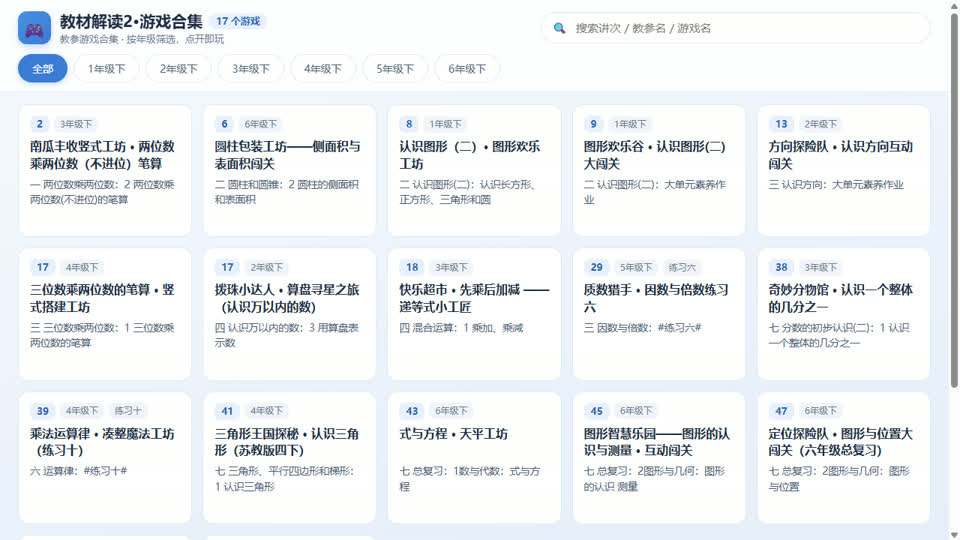 教材解读2·游戏合集 17 个游戏
教参游戏合集 · 按年级筛选，点开即玩
搜索讲次 / 教参名 / 游戏名
全部 1年级下 2年级下 3年级下 4年级下 5年级下 6年级下
2 3年级下
南瓜丰收竖式工坊 • 两位数
乘两位数（不进位）笔算
一 两位数乘两位数：2 两位数乘
两位数(不进位)的笔算
6 6年级下
圆柱包装工坊——侧面积与
表面积闯关
二 圆柱和圆锥：2 圆柱的侧面积
和表面积
8 1年级下
认识图形（二）• 图形欢乐
工坊
二 认识图形(二)：认识长方形、
正方形、三角形和圆
9 1年级下
图形欢乐谷 • 认识图形(二)
大闯关
二 认识图形(二)：大单元素养作
业
13 2年级下
方向探险队 • 认识方向互动
闯关
三 认识方向：大单元素养作业
17 4年级下
三位数乘两位数的笔算 • 竖
式搭建工坊
三 三位数乘两位数：1 三位数乘
两位数的笔算
17 2年级下
拨珠小达人 • 算盘寻星之旅
（认识万以内的数）
四 认识万以内的数：3 用算盘表
示数
18 3年级下
快乐超市 • 先乘后加减 ——
递等式小工匠
四 混合运算：1 乘加、乘减
29 5年级下 练习六
质数猎手 • 因数与倍数练习
六
三 因数与倍数：#练习六#
38 3年级下
奇妙分物馆 • 认识一个整体
的几分之一
七 分数的初步认识(二)：1 认识
一个整体的几分之一
39 4年级下 练习十
乘法运算律 • 凑整魔法工坊
（练习十）
六 运算律：#练习十#
41 4年级下
三角形王国探秘 • 认识三角
形（苏教版四下）
七 三角形、平行四边形和梯形：
1 认识三角形
43 6年级下
式与方程 • 天平工坊
七 总复习：1数与代数：式与方
程
45 6年级下
图形智慧乐园——图形的认
识与测量 • 互动闯关
七 总复习：2图形与几何：图形
的认识 测量
47 6年级下
定位探险队 • 图形与位置大
闯关（六年级总复习）
七 总复习：2图形与几何：图形
与位置